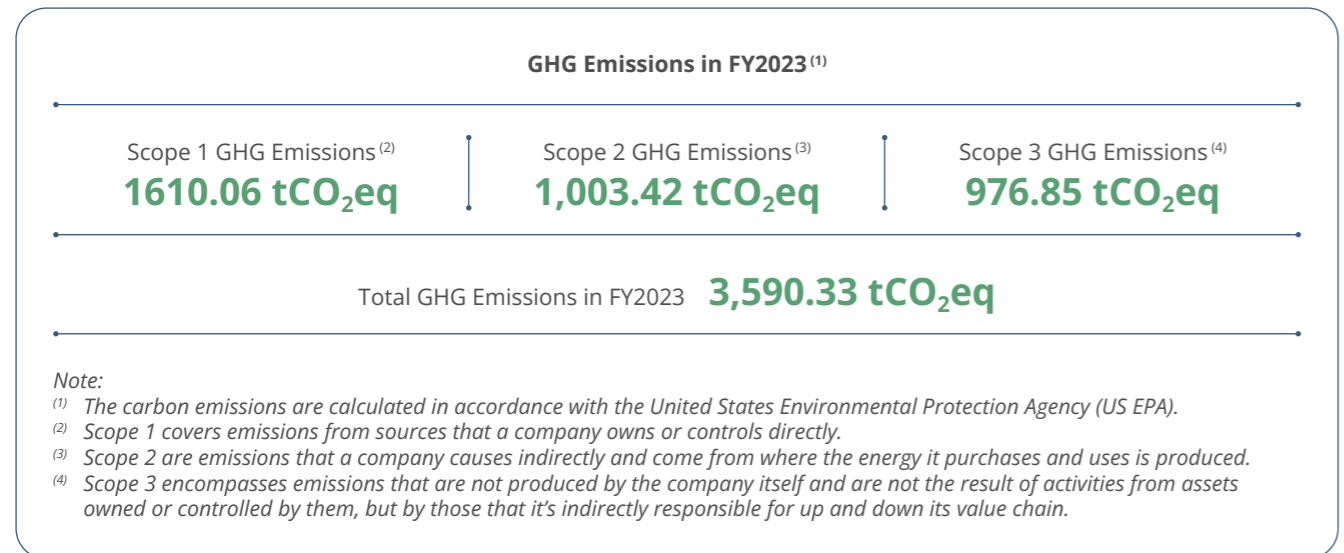 GHG Emissions in FY2023 (1)
Scope 1 GHG Emissions (2)
1610.06 tCO₂eq
Scope 2 GHG Emissions (3)
1,003.42 tCO₂eq
Scope 3 GHG Emissions (4)
976.85 tCO₂eq
Total GHG Emissions in FY2023 3,590.33 tCO₂eq
Note:
(1) The carbon emissions are calculated in accordance with the United States Environmental Protection Agency (US EPA).
(2) Scope 1 covers emissions from sources that a company owns or controls directly.
(3) Scope 2 are emissions that a company causes indirectly and come from where the energy it purchases and uses is produced.
(4) Scope 3 encompasses emissions that are not produced by the company itself and are not the result of activities from assets
owned or controlled by them, but by those that it’s indirectly responsible for up and down its value chain.